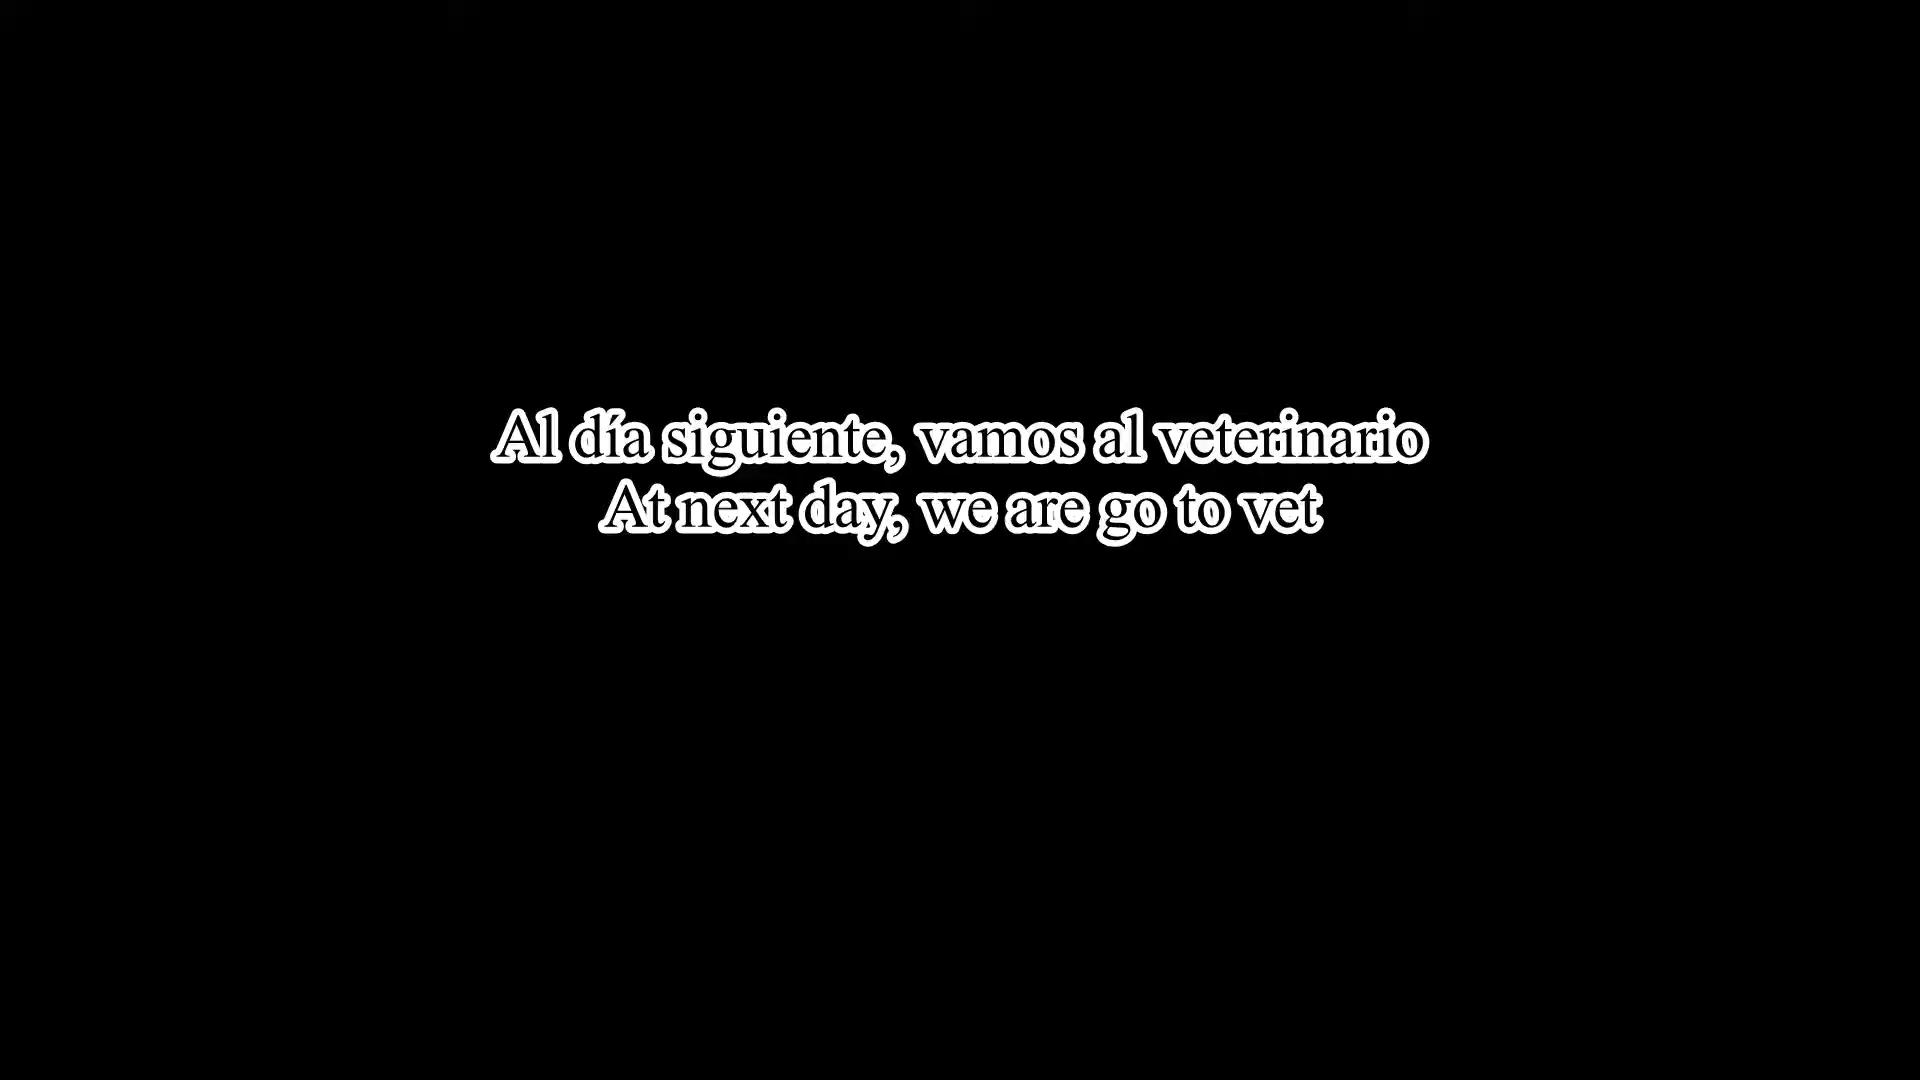 Al día siguiente, vamos al veterinario
At next day, we are go to vet